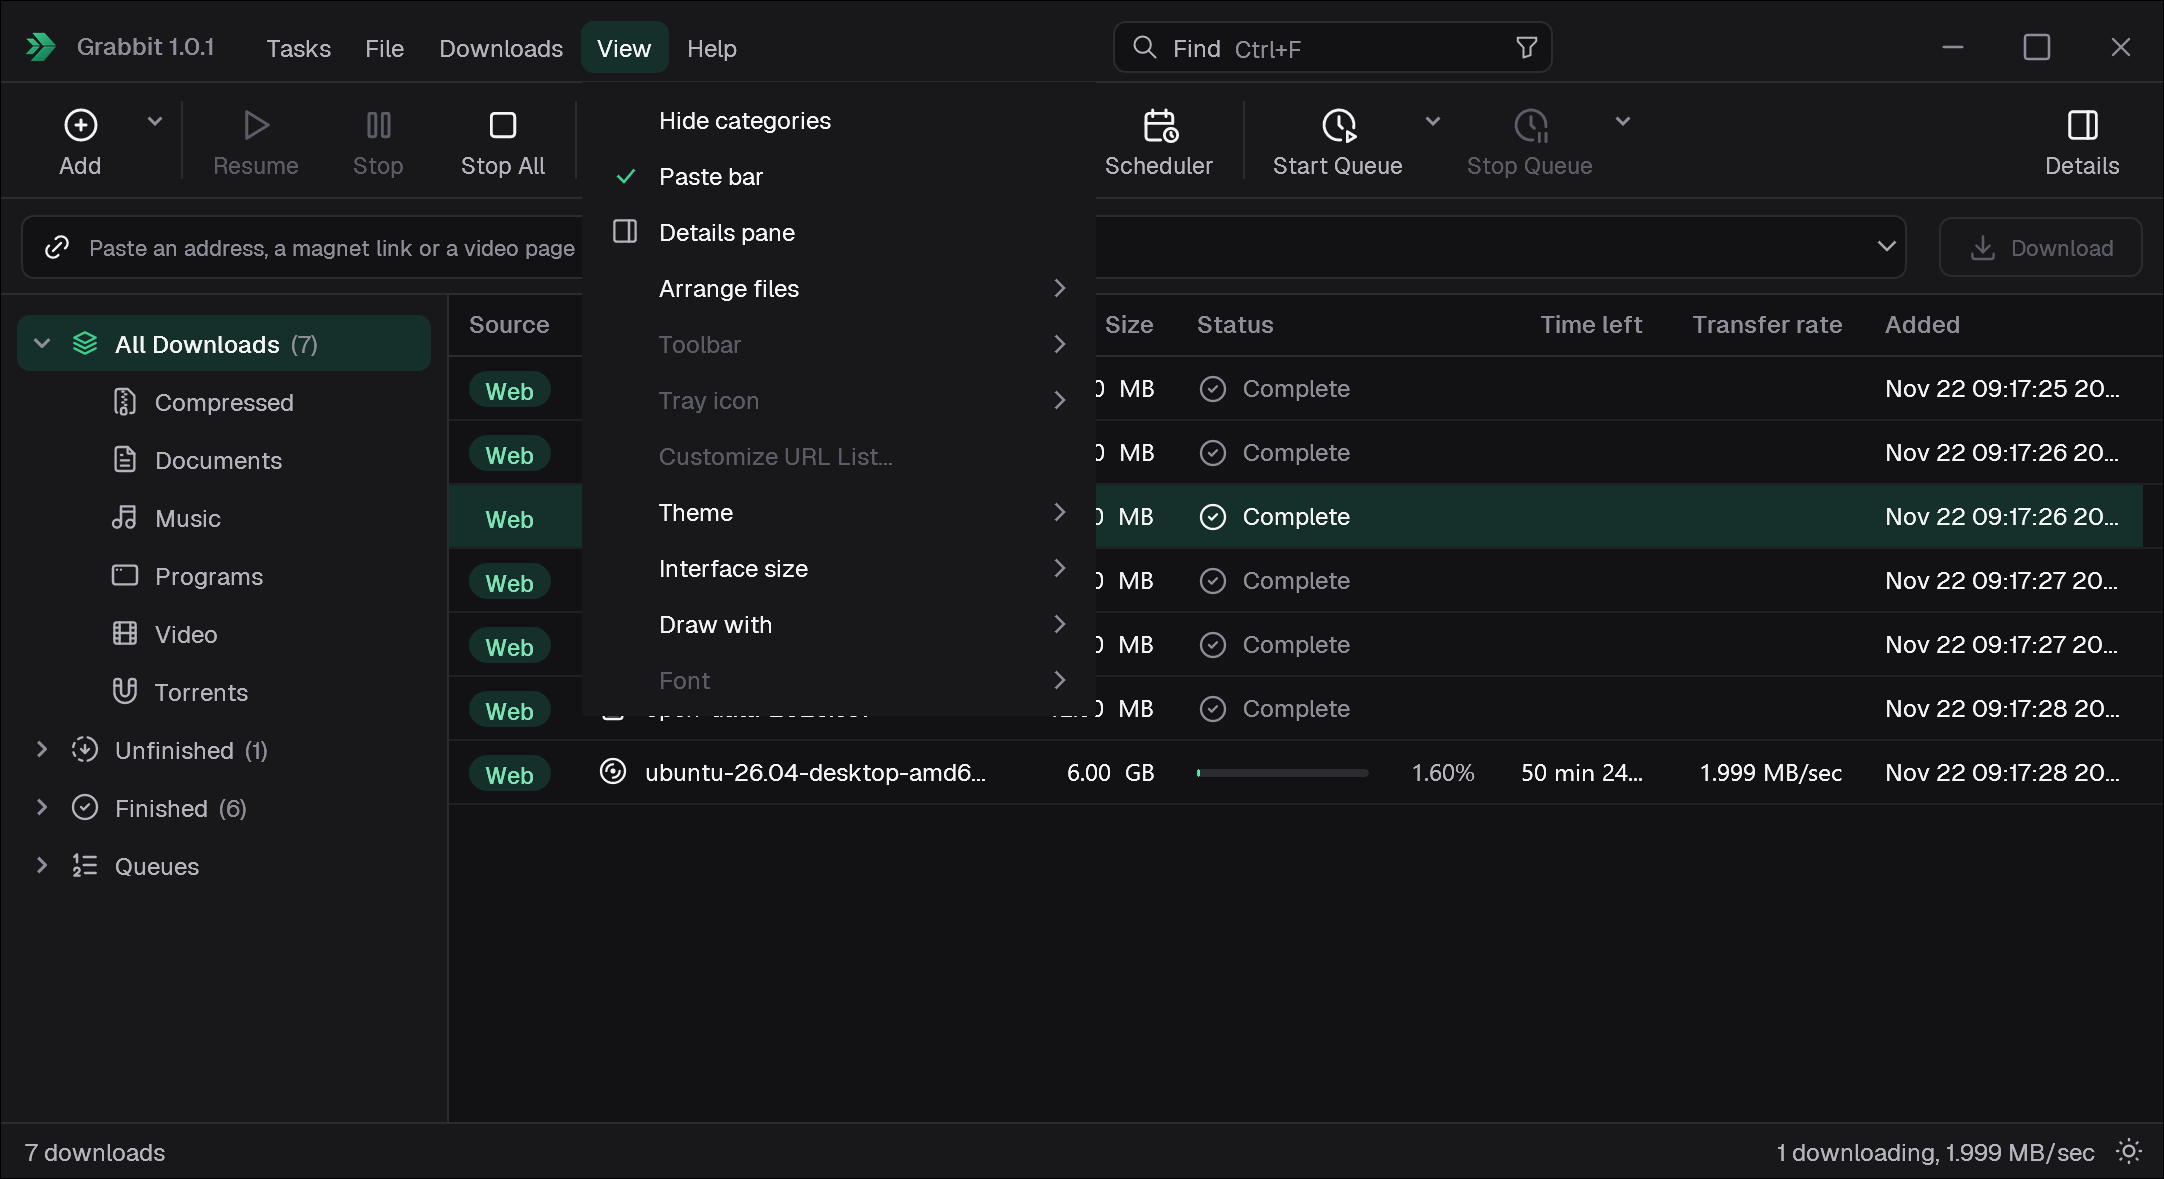 Grabbit 1.0.1 Tasks File Downloads View Help Find Ctrl+F
Add Resume Stop Stop All Scheduler Start Queue Stop Queue Details
Paste an address, a magnet link or a video page Download
Hide categories
Paste bar
Details pane
Arrange files
Toolbar
Tray icon
Customize URL List...
Theme
Interface size
Draw with
Font
All Downloads (7)
Compressed
Documents
Music
Programs
Video
Torrents
Unfinished (1)
Finished (6)
Queues
Source Size Status Time left Transfer rate Added
Web MB Complete Nov 22 09:17:25 20...
Web MB Complete Nov 22 09:17:26 20...
Web MB Complete Nov 22 09:17:26 20...
Web MB Complete Nov 22 09:17:27 20...
Web MB Complete Nov 22 09:17:27 20...
Web MB Complete Nov 22 09:17:28 20...
Web ubuntu-26.04-desktop-amd6... 6.00 GB 1.60% 50 min 24... 1.999 MB/sec Nov 22 09:17:28 20...
7 downloads 1 downloading, 1.999 MB/sec